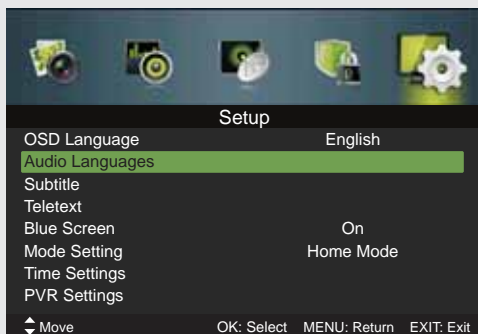 Setup
OSD Language English
Audio Languages
Subtitle
Teletext
Blue Screen On
Mode Setting Home Mode
Time Settings
PVR Settings
Move OK: Select MENU: Return EXIT: Exit